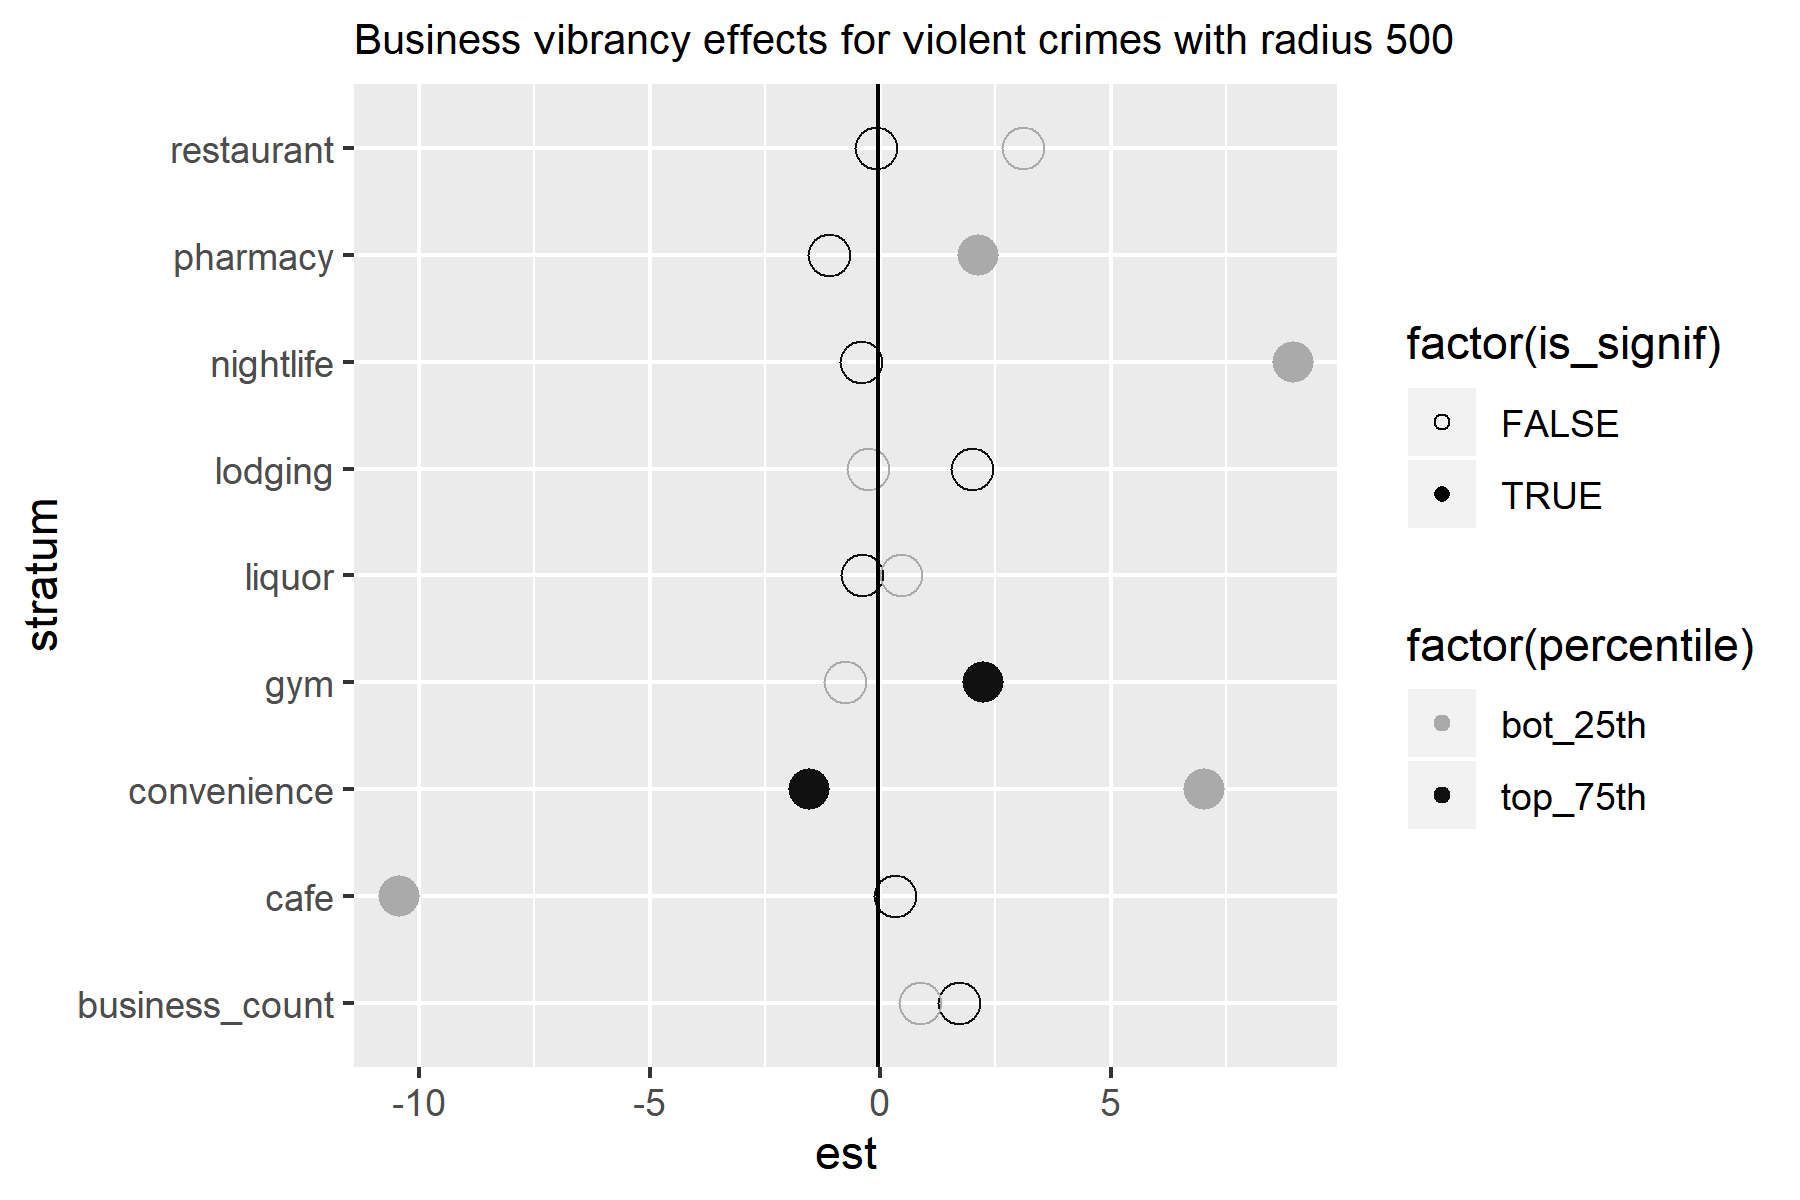 Business vibrancy effects for violent crimes with radius 500
restaurant
pharmacy
nightlife
lodging
liquor
gym
convenience
cafe
business_count
stratum
-10
-5
0
5
est
factor(is_signif)
FALSE
TRUE
factor(percentile)
bot_25th
top_75th